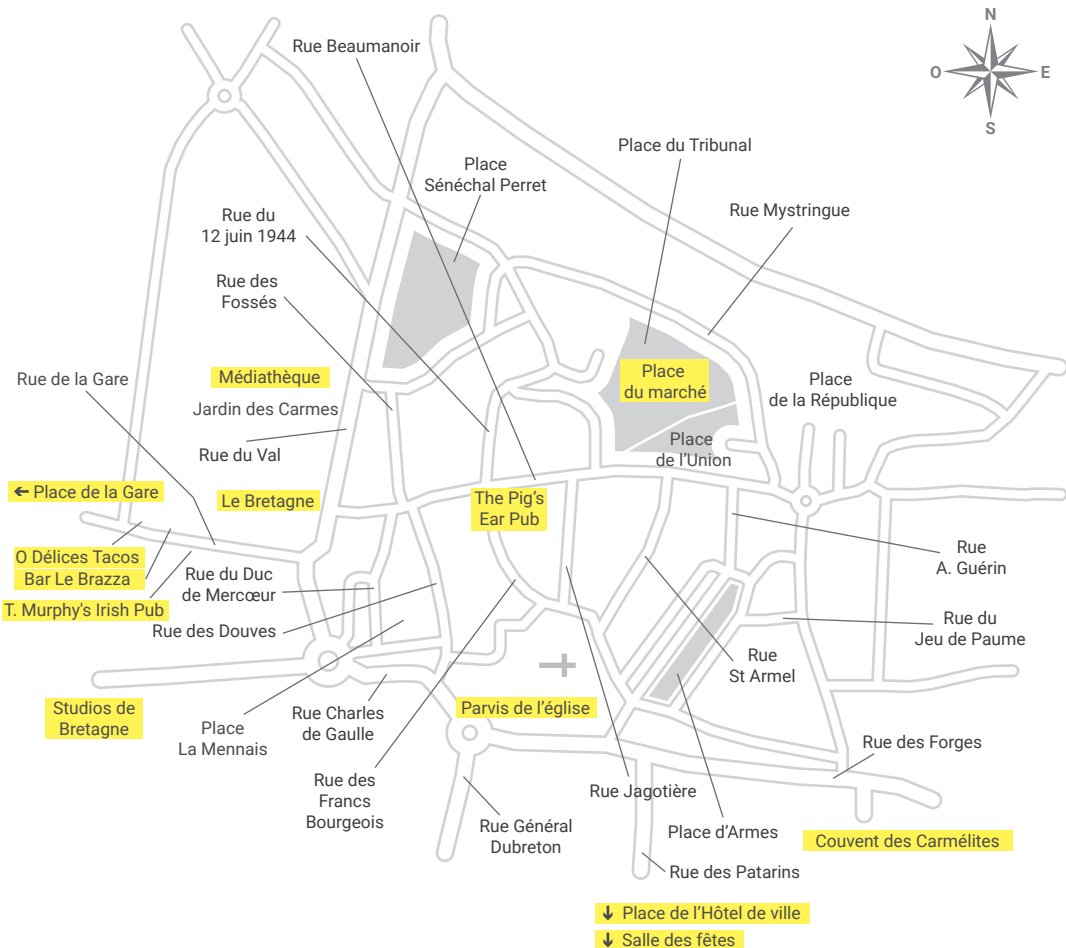 N
Rue Beaumanoir
O
E
S
Place du Tribunal
Place
Sénéchal Perret
Rue Mystringue
Rue du
12 juin 1944
Rue des
Fossés
Rue de la Gare
Médiathèque
Place
du marché
Place
de la République
Jardin des Carmes
Rue du Val
Place
de l'Union
← Place de la Gare
Le Bretagne
The Pig's
Ear Pub
O Délices Tacos
Bar Le Brazza
T. Murphy's Irish Pub
Rue du Duc
de Mercœur
Rue
A. Guérin
Rue des Douves
Rue du
Jeu de Paume
Rue
St Armel
Studios de
Bretagne
Place
La Mennais
Rue Charles
de Gaulle
Parvis de l'église
Rue des Forges
Rue des
Francs
Bourgeois
Rue Jagotière
Rue Général
Dubreton
Place d'Armes
Couvent des Carmélites
Rue des Patarins
↓ Place de l'Hôtel de ville
↓ Salle des fêtes